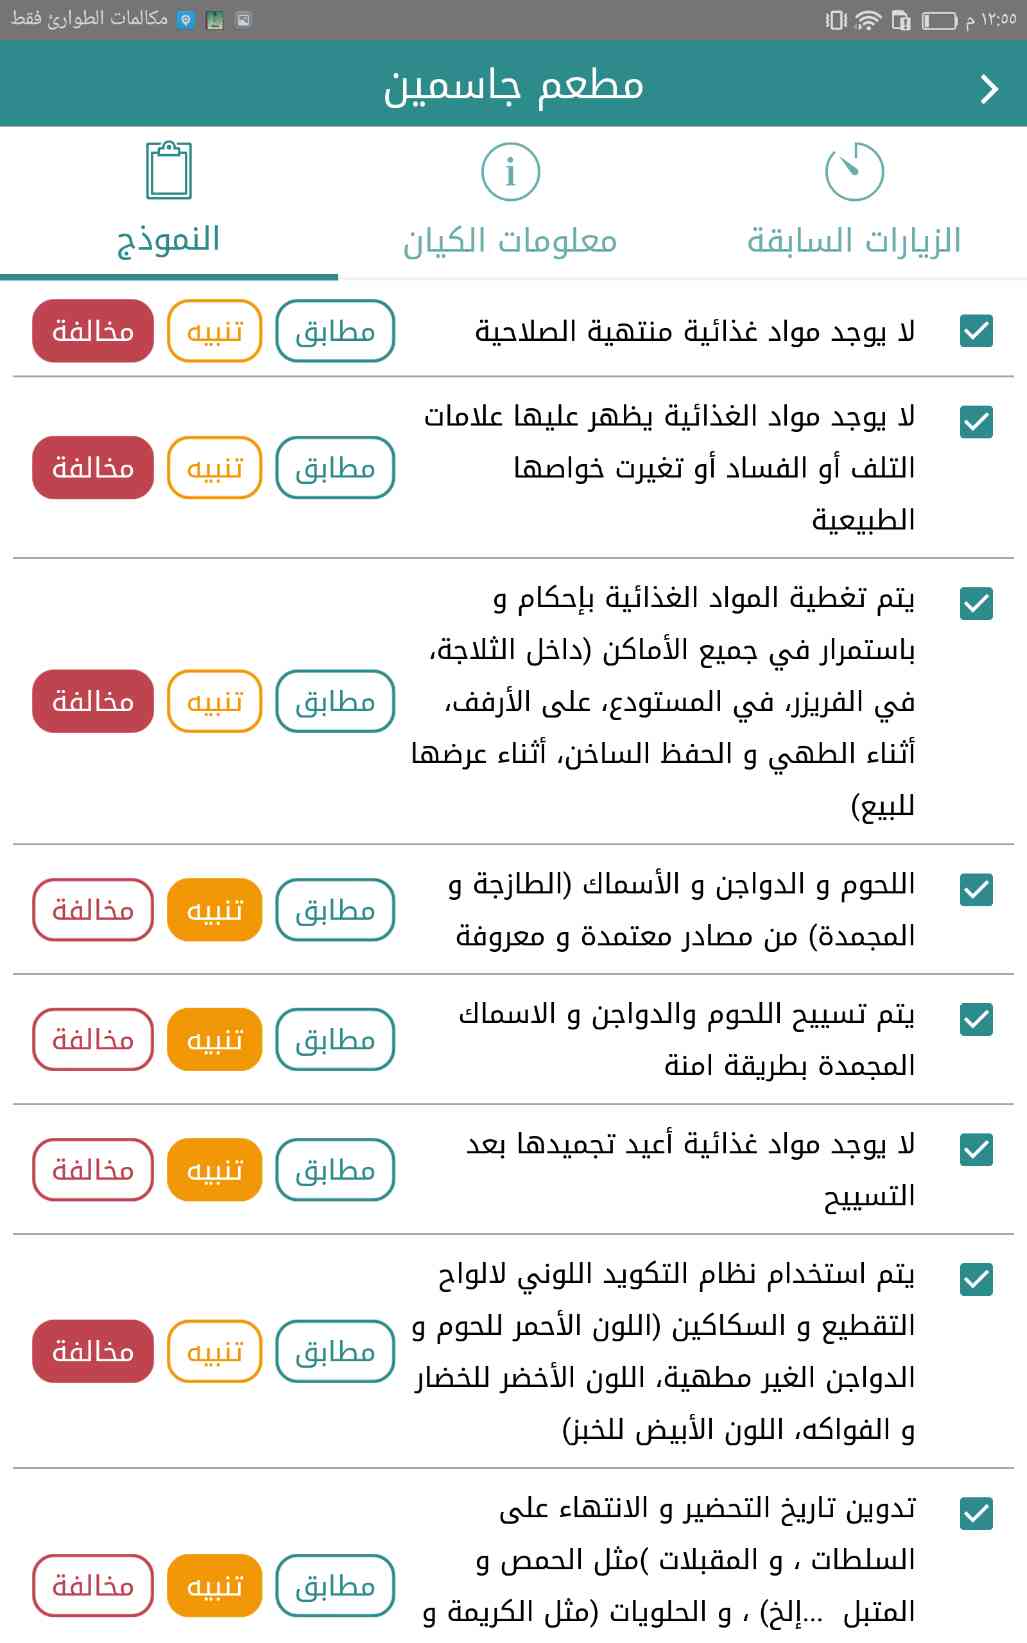 ١٢:٥٥ م
مكالمات الطوارئ فقط
مطعم جاسمين
الزيارات السابقة
معلومات الكيان
النموذج
لا يوجد مواد غذائية منتهية الصلاحية
مطابق تنبيه مخالفة
لا يوجد مواد الغذائية يظهر عليها علامات
التلف أو الفساد أو تغيرت خواصها
الطبيعية
مطابق تنبيه مخالفة
يتم تغطية المواد الغذائية بإحكام و
باستمرار في جميع الأماكن (داخل الثلاجة،
في الفريزر، في المستودع، على الأرفف،
أثناء الطهي و الحفظ الساخن، أثناء عرضها
للبيع)
مطابق تنبيه مخالفة
اللحوم و الدواجن و الأسماك (الطازجة و
المجمدة) من مصادر معتمدة و معروفة
مطابق تنبيه مخالفة
يتم تسييح اللحوم والدواجن و الاسماك
المجمدة بطريقة امنة
مطابق تنبيه مخالفة
لا يوجد مواد غذائية أعيد تجميدها بعد
التسييح
مطابق تنبيه مخالفة
يتم استخدام نظام التكويد اللوني لالواح
التقطيع و السكاكين (اللون الأحمر للحوم و
الدواجن الغير مطهية، اللون الأخضر للخضار
و الفواكه، اللون الأبيض للخبز)
مطابق تنبيه مخالفة
تدوين تاريخ التحضير و الانتهاء على
السلطات ، و المقبلات )مثل الحمص و
المتبل ...إلخ) ، و الحلويات (مثل الكريمة و
مطابق تنبيه مخالفة